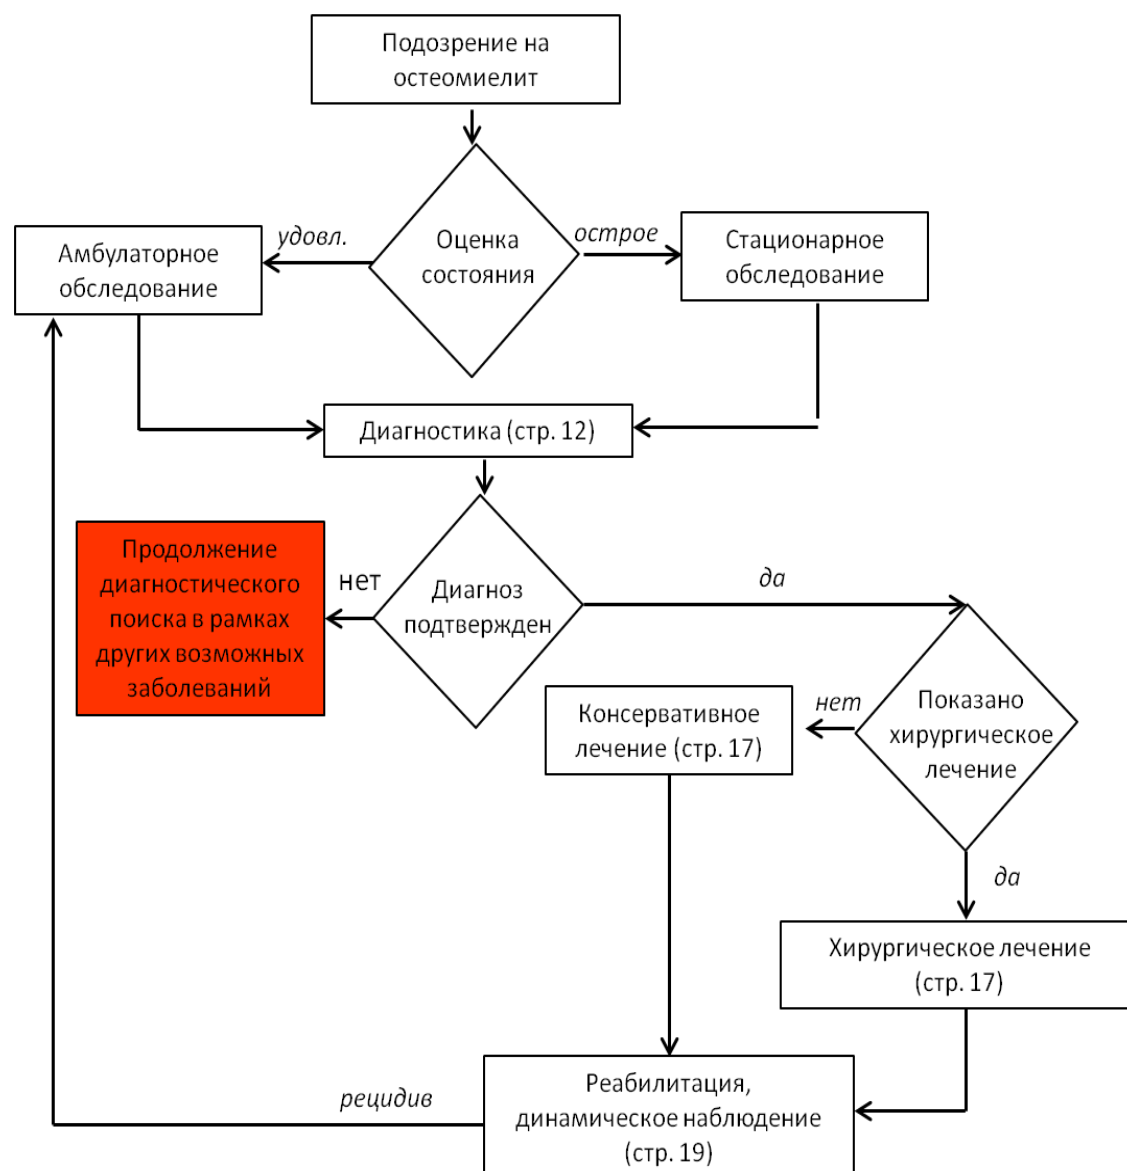 Подозрение на
остеомиелит
Оценка
состояния
удовл.
острое
Амбулаторное
обследование
Стационарное
обследование
Диагностика (стр. 12)
Диагноз
подтвержден
нет
да
Продолжение
диагностического
поиска в рамках
других возможных
заболеваний
Показано
хирургическое
лечение
нет
Консервативное
лечение (стр. 17)
да
Хирургическое лечение
(стр. 17)
Реабилитация,
динамическое наблюдение
(стр. 19)
рецидив